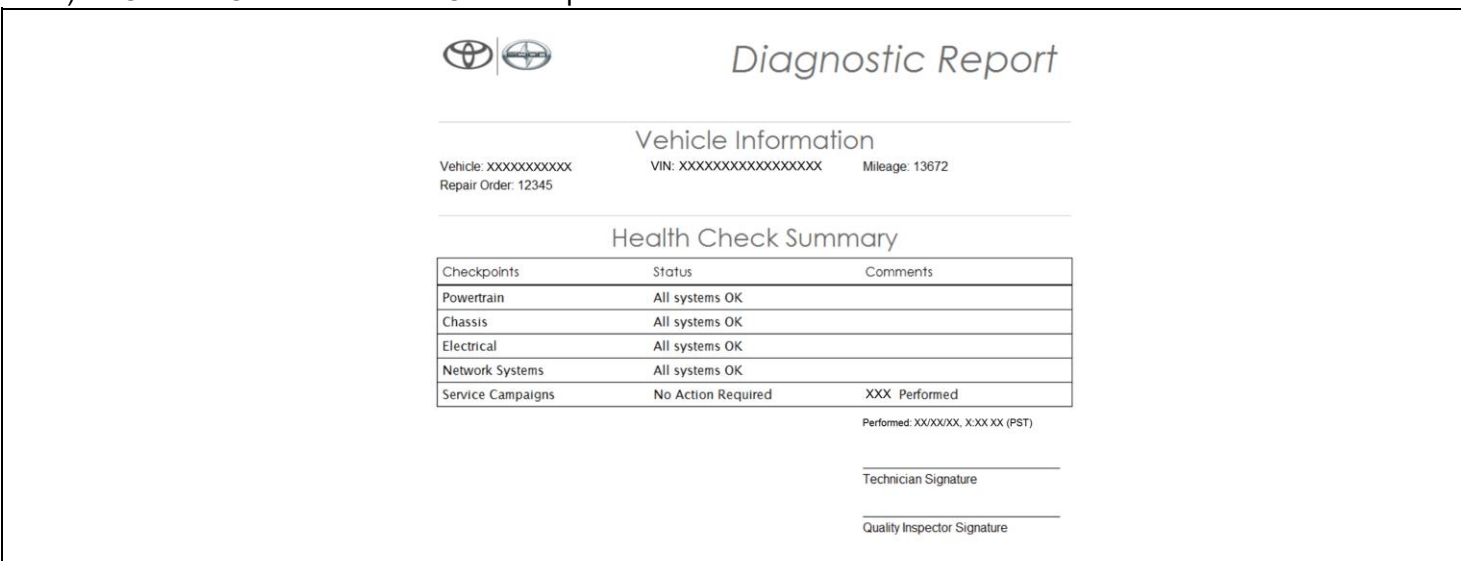 Diagnostic Report
Vehicle Information
Vehicle: XXXXXXXXXXX VIN: XXXXXXXXXXXXXXXXX Mileage: 13672
Repair Order: 12345
Health Check Summary
Checkpoints Status Comments
Powertrain All systems OK
Chassis All systems OK
Electrical All systems OK
Network Systems All systems OK
Service Campaigns No Action Required XXX Performed
Performed: XX/XX/XX, X:XX XX (PST)
Technician Signature
Quality Inspector Signature